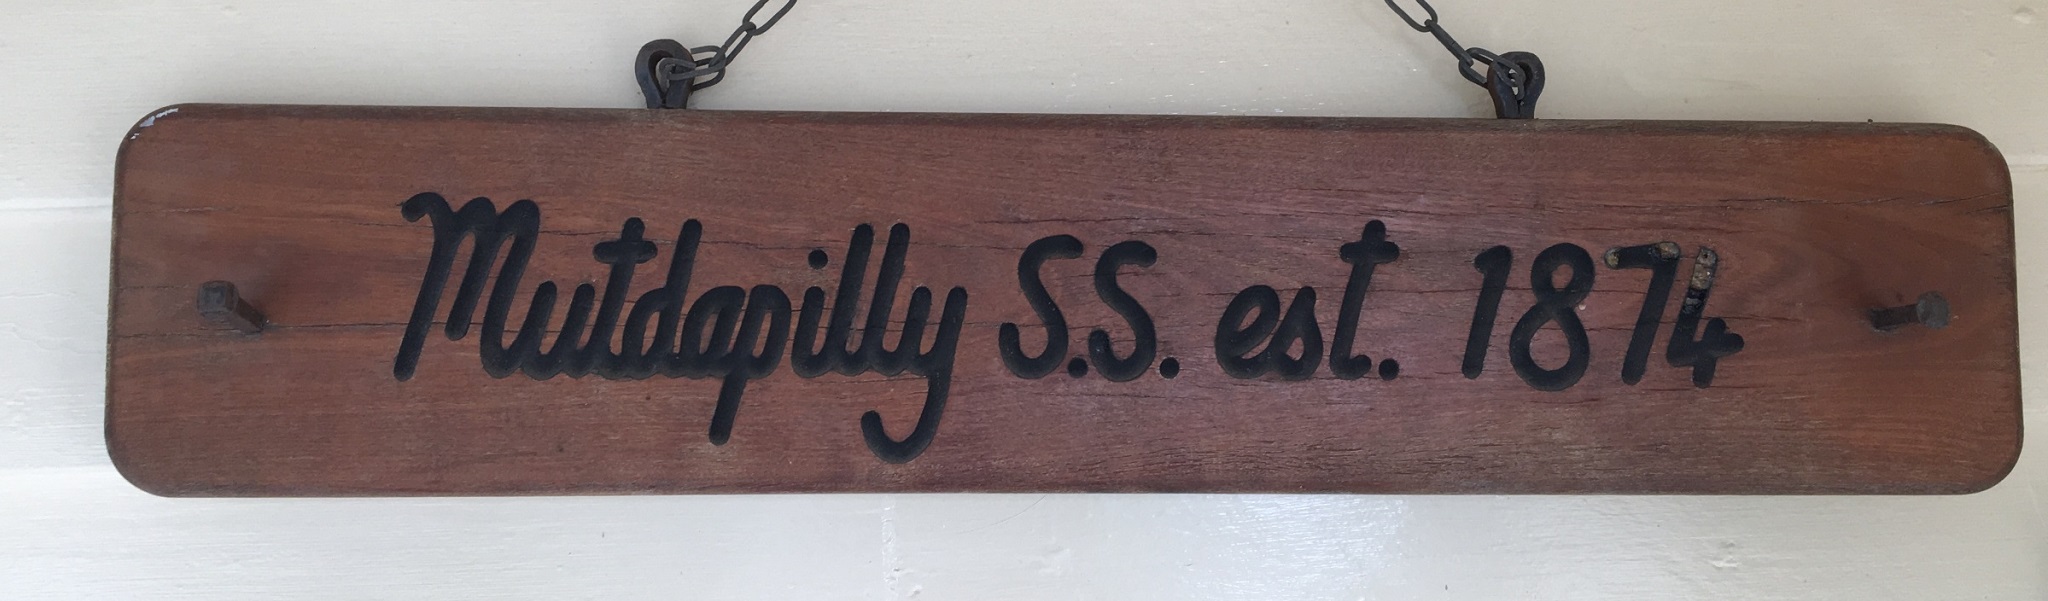 Mutdapilly S.S. est. 1874